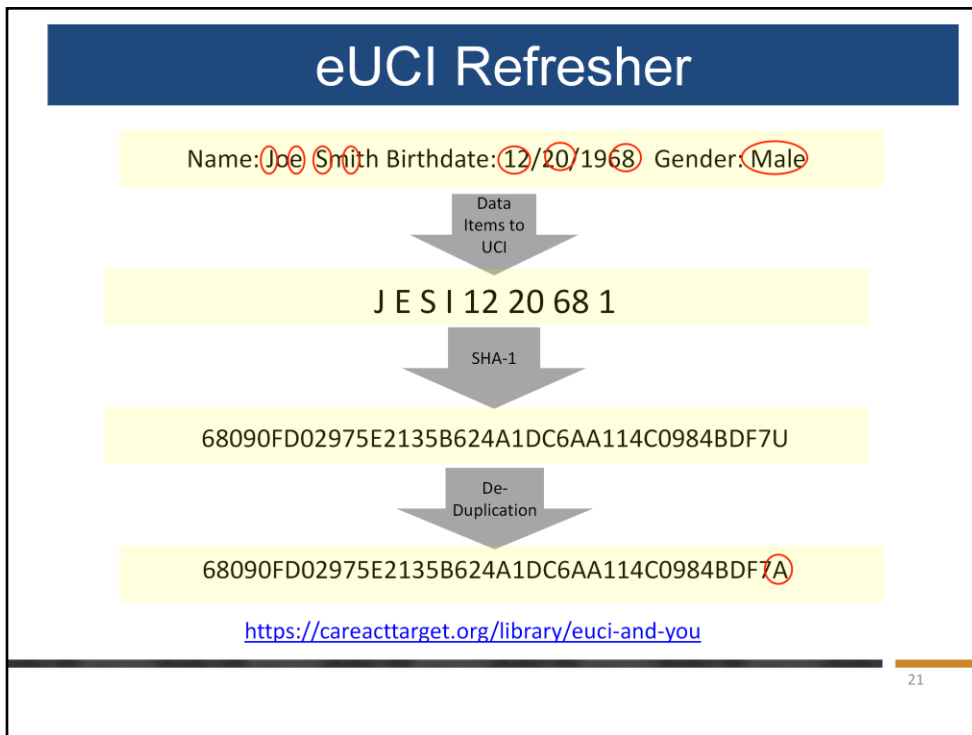 eUCI Refresher
Name: Joe Smith Birthdate: 12/20/1968 Gender: Male
Data
Items to
UCI
J E S I 12 20 68 1
SHA-1
68090FD02975E2135B624A1DC6AA114C0984BDF7U
De-
Duplication
68090FD02975E2135B624A1DC6AA114C0984BDF7A
https://careacttarget.org/library/euci-and-you
21